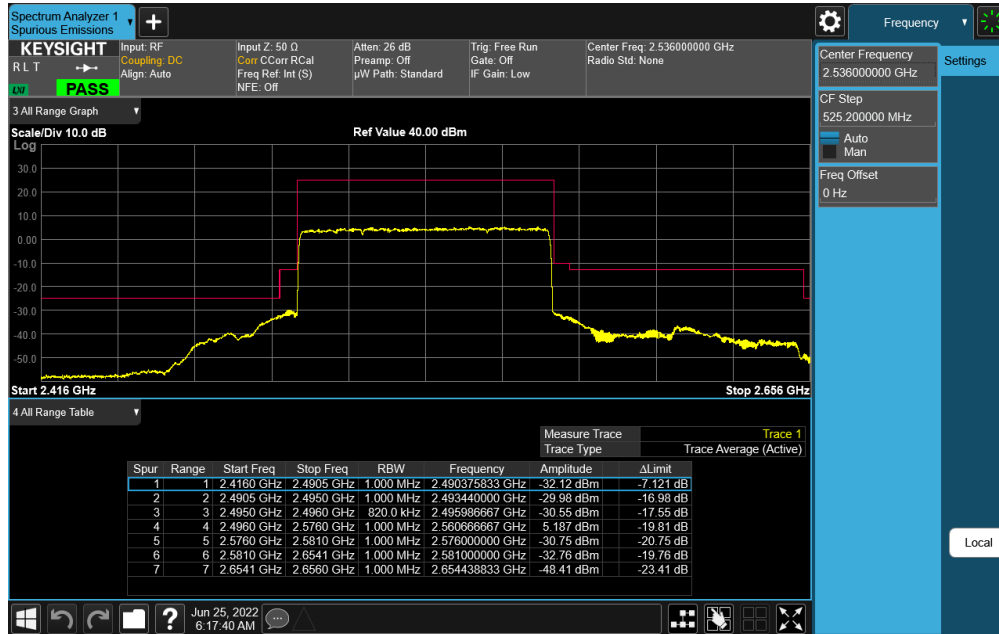 Spectrum Analyzer 1
Spurious Emissions
Frequency
KEYSIGHT
R L T
LXI
PASS
Input: RF
Coupling: DC
Align: Auto
Input Z: 50 Ω
Corr CCorr RCal
Freq Ref: Int (S)
NFE: Off
Atten: 26 dB
Preamp: Off
µW Path: Standard
Trig: Free Run
Gate: Off
IF Gain: Low
Center Freq: 2.536000000 GHz
Radio Std: None
Center Frequency
2.536000000 GHz
Settings
CF Step
525.200000 MHz
Auto
Man
Freq Offset
0 Hz
Local
3 All Range Graph
Scale/Div 10.0 dB
Ref Value 40.00 dBm
Log
30.0
20.0
10.0
0.00
-10.0
-20.0
-30.0
-40.0
-50.0
Start 2.416 GHz
Stop 2.656 GHz
4 All Range Table
Measure Trace Trace 1
Trace Type Trace Average (Active)
Spur Range Start Freq Stop Freq RBW Frequency Amplitude ΔLimit
1 1 2.4160 GHz 2.4905 GHz 1.000 MHz 2.490375833 GHz -32.12 dBm -7.121 dB
2 2 2.4905 GHz 2.4950 GHz 1.000 MHz 2.493440000 GHz -29.98 dBm -16.98 dB
3 3 2.4950 GHz 2.4960 GHz 820.0 kHz 2.495986667 GHz -30.55 dBm -17.55 dB
4 4 2.4960 GHz 2.5760 GHz 1.000 MHz 2.560666667 GHz 5.187 dBm -19.81 dB
5 5 2.5760 GHz 2.5810 GHz 1.000 MHz 2.576000000 GHz -30.75 dBm -20.75 dB
6 6 2.5810 GHz 2.6541 GHz 1.000 MHz 2.581000000 GHz -32.76 dBm -19.76 dB
7 7 2.6541 GHz 2.6560 GHz 1.000 MHz 2.654438833 GHz -48.41 dBm -23.41 dB
Jun 25, 2022
6:17:40 AM